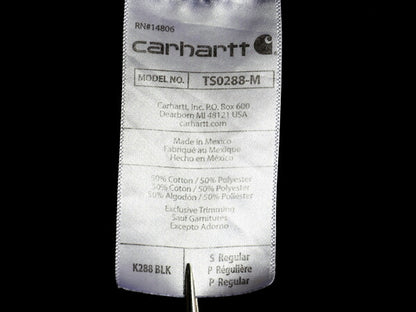 RN#14806
carhartt
MODEL NO. TS0288-M
Carhartt, Inc. P.O. Box 600
Dearborn MI 48121 USA
carhartt.com
Made in Mexico
Fabriqué au Mexique
Hecho en México
50% Cotton / 50% Polyester
50% Coton / 50% Polyester
50% Algodón / 50% Poliéster
Exclusive Trimming
Sauf Garnitures
Excepto Adorno
K288 BLK
S Regular
P Régulière
P Regular